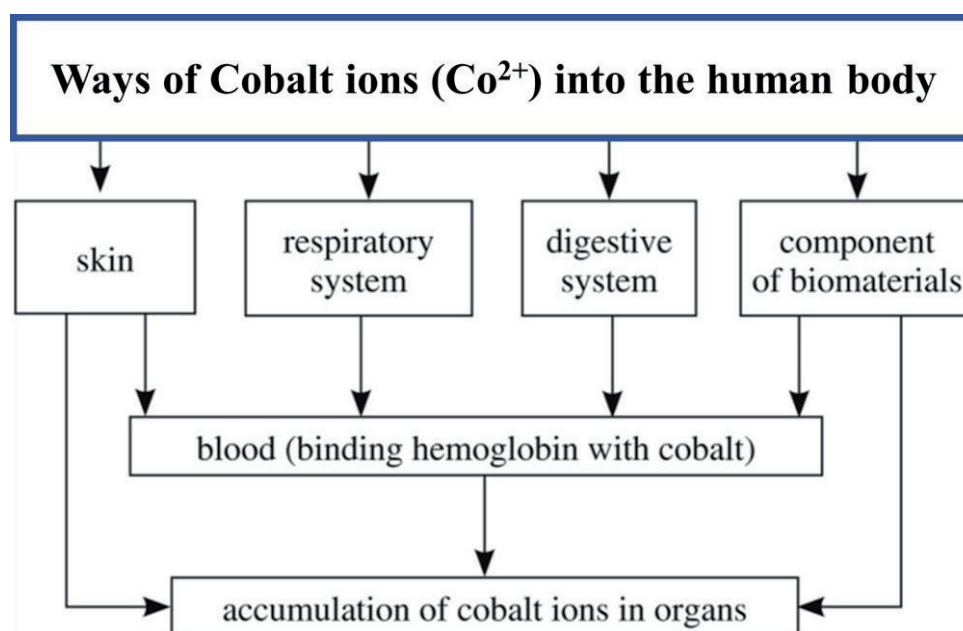 Ways of Cobalt ions (Co²⁺) into the human body
skin
respiratory
system
digestive
system
component
of biomaterials
blood (binding hemoglobin with cobalt)
accumulation of cobalt ions in organs